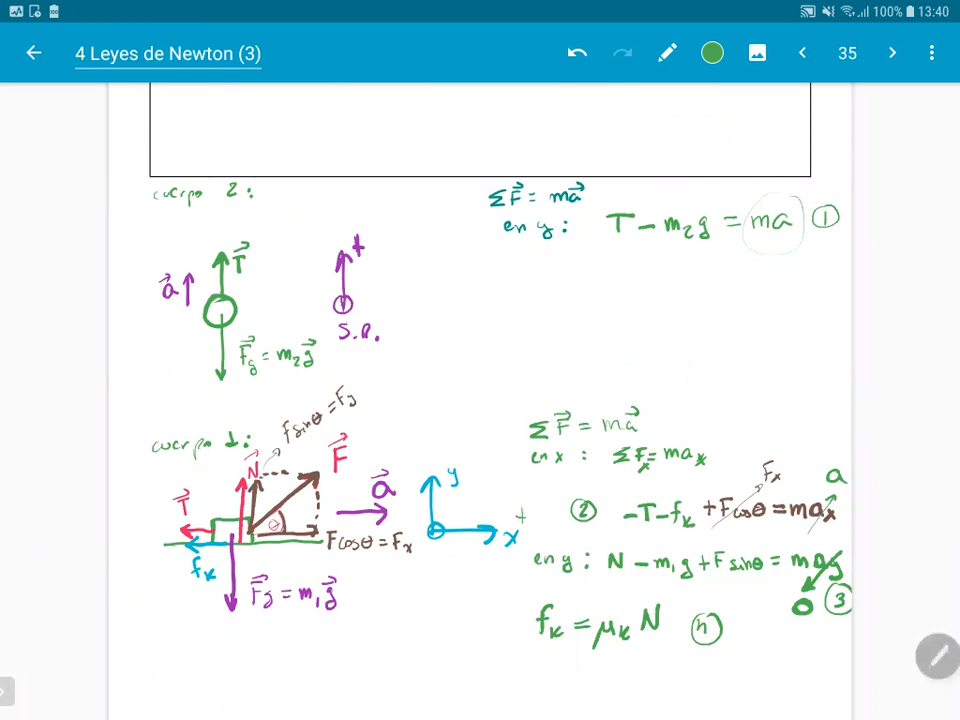 100% 13:40
4 Leyes de Newton (3)
35
cuerpo 2:
ΣF⃗ = ma⃗
en y: T - m₂g = ma ①
T⃗
a⃗
+
S.R.
F⃗g = m₂g⃗
cuerpo 1:
F sinθ = Fy
N⃗
F⃗
T⃗
a⃗
θ
F cosθ = Fx
fₖ
F⃗g = m₁g⃗
y
+
x
ΣF⃗ = ma⃗
en x: ΣFx = max
Fx
a
② -T - fₖ + F cosθ = max
en y: N - m₁g + F sinθ = may
0 ③
fₖ = μₖ N ④